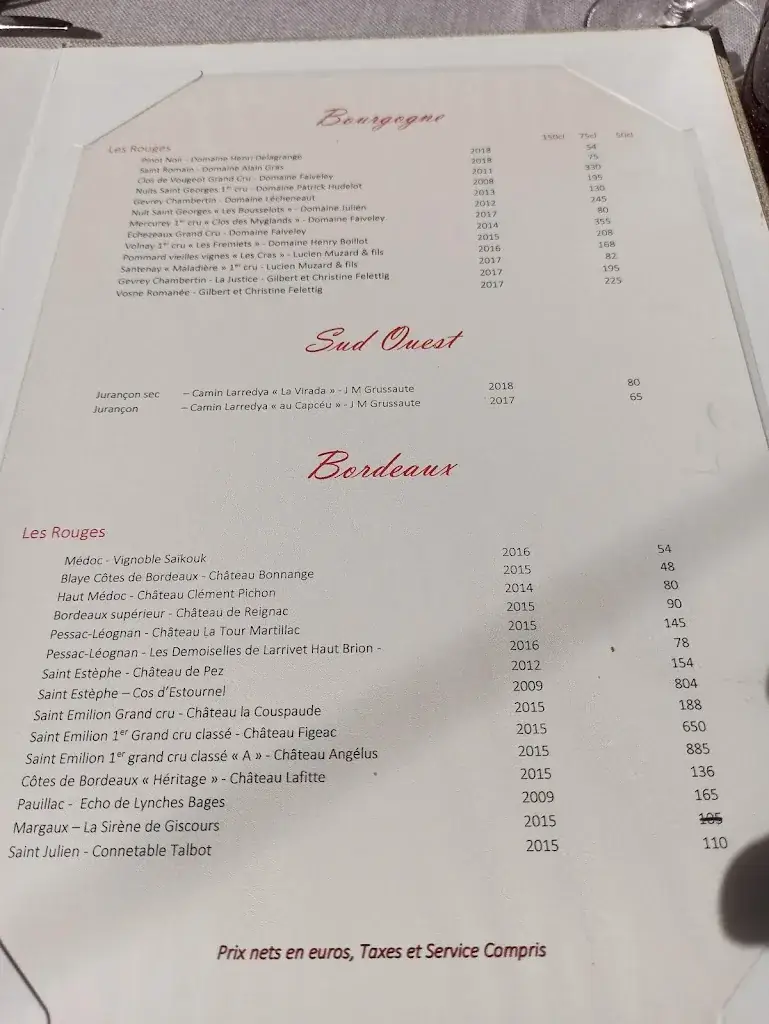 Bourgogne
150cl 75cl 50cl
Les Rouges
Pinot Noir - Domaine Henri Delagrange 2018 54
Saint Romain - Domaine Alain Gras 2018 75
Clos de Vougeot Grand Cru - Domaine Faiveley 2011 330
Nuits Saint Georges 1er cru - Domaine Patrick Hudelot 2008 195
Gevrey Chambertin - Domaine Lécheneaut 2013 130
Nuit Saint Georges « Les Bousselots » - Domaine Julien 2012 245
Mercurey 1er cru « Clos des Myglands » - Domaine Faiveley 2017 80
Echezeaux Grand Cru - Domaine Faiveley 2014 355
Volnay 1er cru « Les Fremiets » - Domaine Henry Boillot 2015 208
Pommard vieilles vignes « Les Cras » - Lucien Muzard & fils 2016 168
Santenay « Maladière » 1er cru - Lucien Muzard & fils 2017 82
Gevrey Chambertin - La Justice - Gilbert et Christine Felettig 2017 195
Vosne Romanée - Gilbert et Christine Felettig 2017 225
Sud Ouest
Jurançon sec – Camin Larredya « La Virada » - J M Grussaute 2018 80
Jurançon – Camin Larredya « au Capcéu » - J M Grussaute 2017 65
Bordeaux
Les Rouges
Médoc - Vignoble Saikouk 2016 54
Blaye Côtes de Bordeaux - Château Bonnange 2015 48
Haut Médoc - Château Clément Pichon 2014 80
Bordeaux supérieur - Château de Reignac 2015 90
Pessac-Léognan - Château La Tour Martillac 2015 145
Pessac-Léognan - Les Demoiselles de Larrivet Haut Brion - 2016 78
Saint Estèphe - Château de Pez 2012 154
Saint Estèphe – Cos d'Estournel 2009 804
Saint Emilion Grand cru - Château la Couspaude 2015 188
Saint Emilion 1er Grand cru classé - Château Figeac 2015 650
Saint Emilion 1er grand cru classé « A » - Château Angélus 2015 885
Côtes de Bordeaux « Héritage » - Château Lafitte 2015 136
Pauillac - Echo de Lynches Bages 2009 165
Margaux – La Sirène de Giscours 2015 105
Saint Julien - Connetable Talbot 2015 110
Prix nets en euros, Taxes et Service Compris